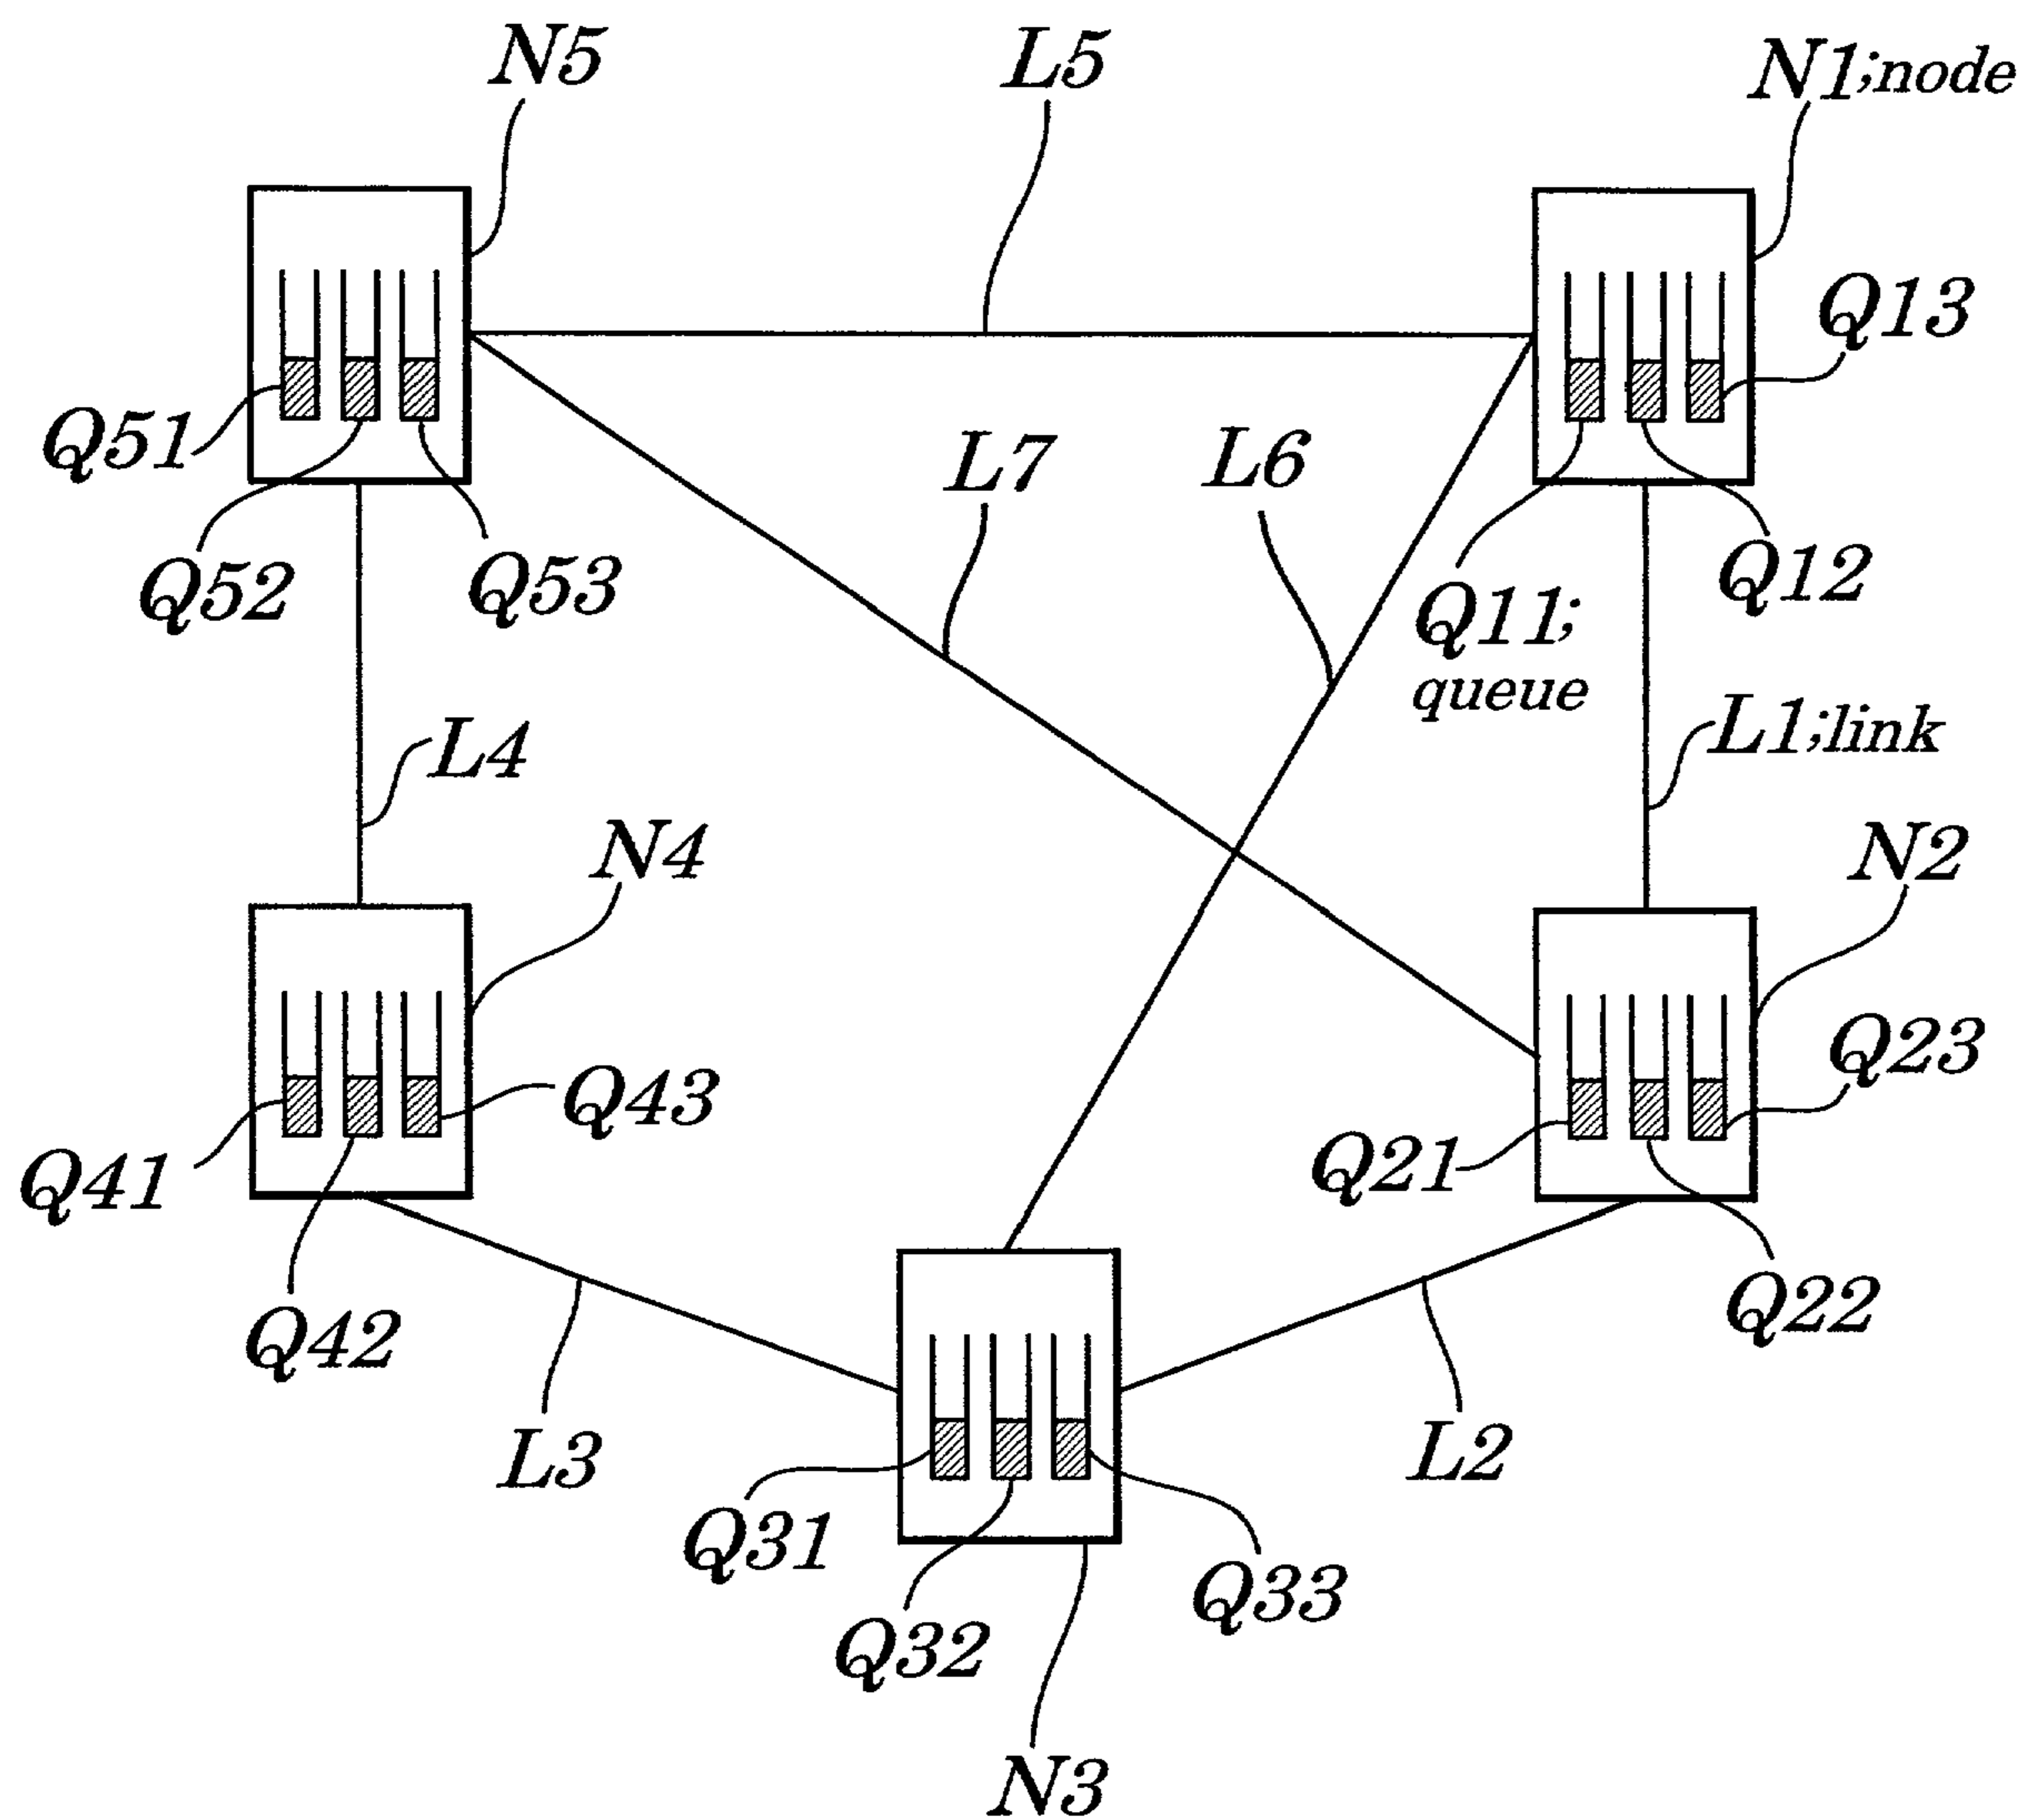 N5
L5
N1;node
Q13
Q51
L7
L6
Q52
Q53
Q11;
queue
Q12
L4
L1;link
N4
N2
Q43
Q23
Q41
Q21
Q42
Q22
L3
L2
Q31
Q33
Q32
N3